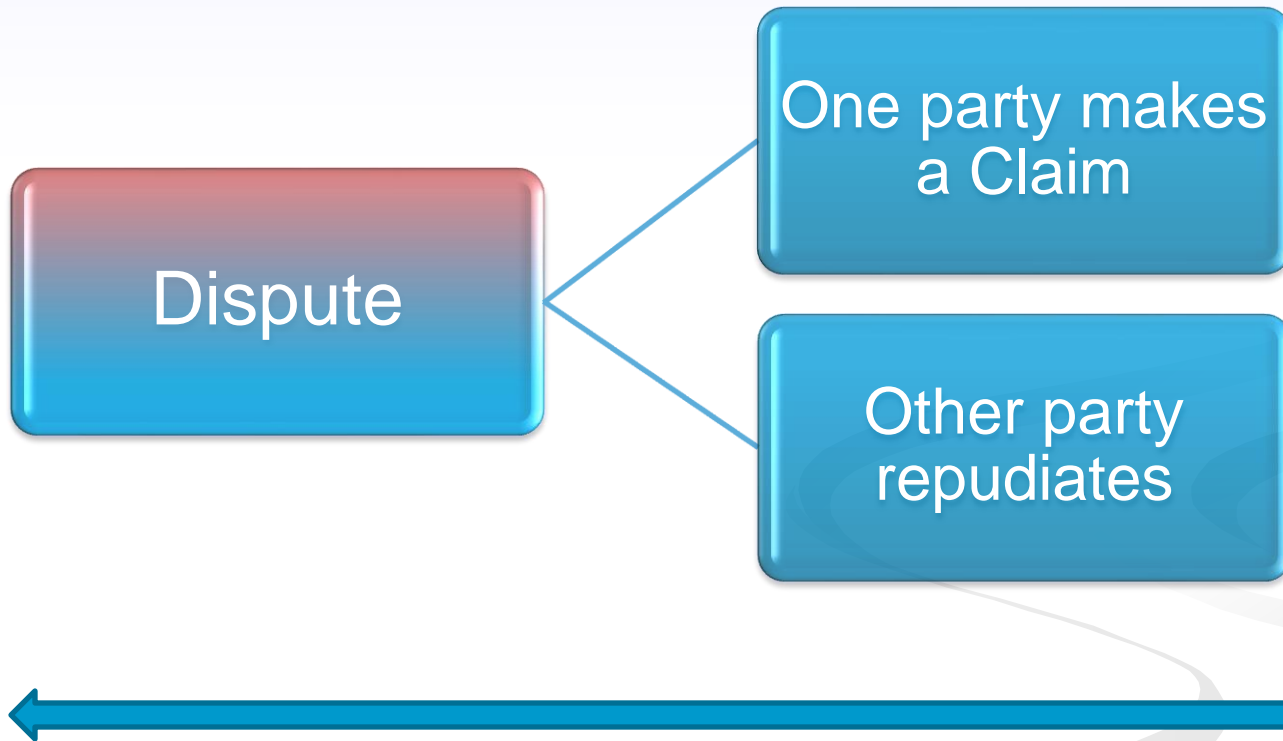 Dispute
One party makes
a Claim
Other party
repudiates